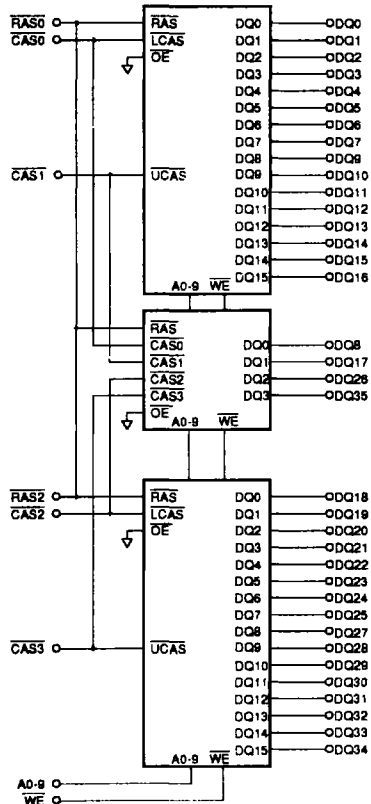 RAS0 RAS DQ0 DQ0
CAS0 LCAS DQ1 DQ1
OE DQ2 DQ2
DQ3 DQ3
DQ4 DQ4
DQ5 DQ5
DQ6 DQ6
DQ7 DQ7
DQ8 DQ9
CAS1 UCAS DQ9 DQ10
DQ10 DQ11
DQ11 DQ12
DQ12 DQ13
DQ13 DQ14
DQ14 DQ15
DQ15 DQ16
A0-9 WE
RAS
CAS0 DQ0 DQ8
CAS1 DQ1 DQ17
CAS2 DQ2 DQ26
CAS3 DQ3 DQ35
OE
A0-9 WE
RAS2 RAS DQ0 DQ18
CAS2 LCAS DQ1 DQ19
OE DQ2 DQ20
DQ3 DQ21
DQ4 DQ22
DQ5 DQ23
DQ6 DQ24
DQ7 DQ25
DQ8 DQ27
CAS3 UCAS DQ9 DQ28
DQ10 DQ29
DQ11 DQ30
DQ12 DQ31
DQ13 DQ32
DQ14 DQ33
DQ15 DQ34
A0-9 WE
A0-9
WE